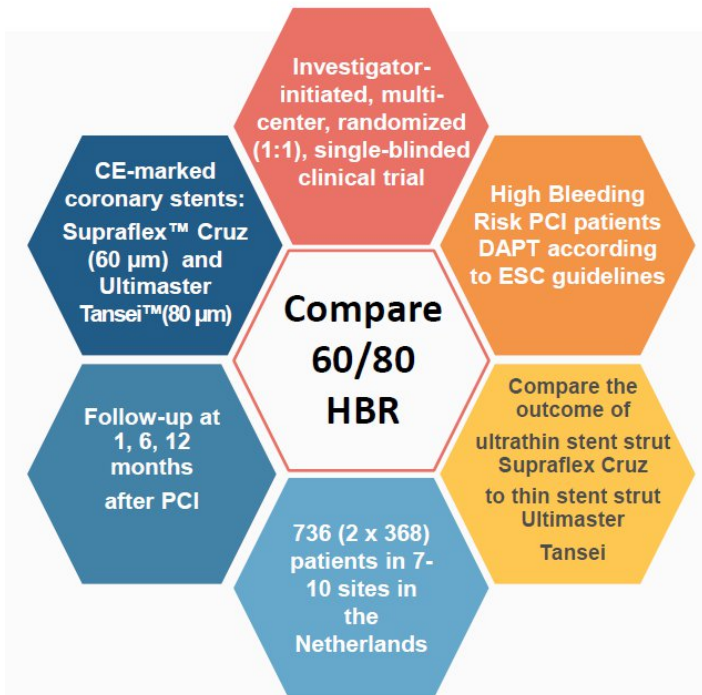 Investigator-
initiated, multi-
center, randomized
(1:1), single-blinded
clinical trial
CE-marked
coronary stents:
Supraflex™ Cruz
(60 µm) and
Ultimaster
Tansei™(80 µm)
High Bleeding
Risk PCI patients
DAPT according
to ESC guidelines
Compare
60/80
HBR
Follow-up at
1, 6, 12
months
after PCI
Compare the
outcome of
ultrathin stent strut
Supraflex Cruz
to thin stent strut
Ultimaster
Tansei
736 (2 x 368)
patients in 7-
10 sites in
the
Netherlands